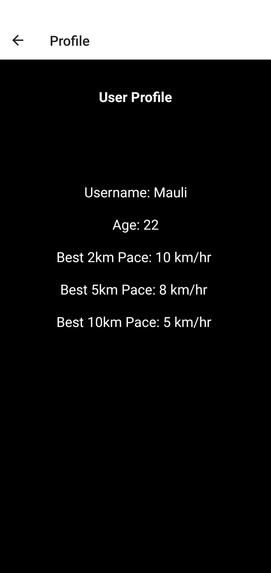 Profile
User Profile
Username: Mauli
Age: 22
Best 2km Pace: 10 km/hr
Best 5km Pace: 8 km/hr
Best 10km Pace: 5 km/hr